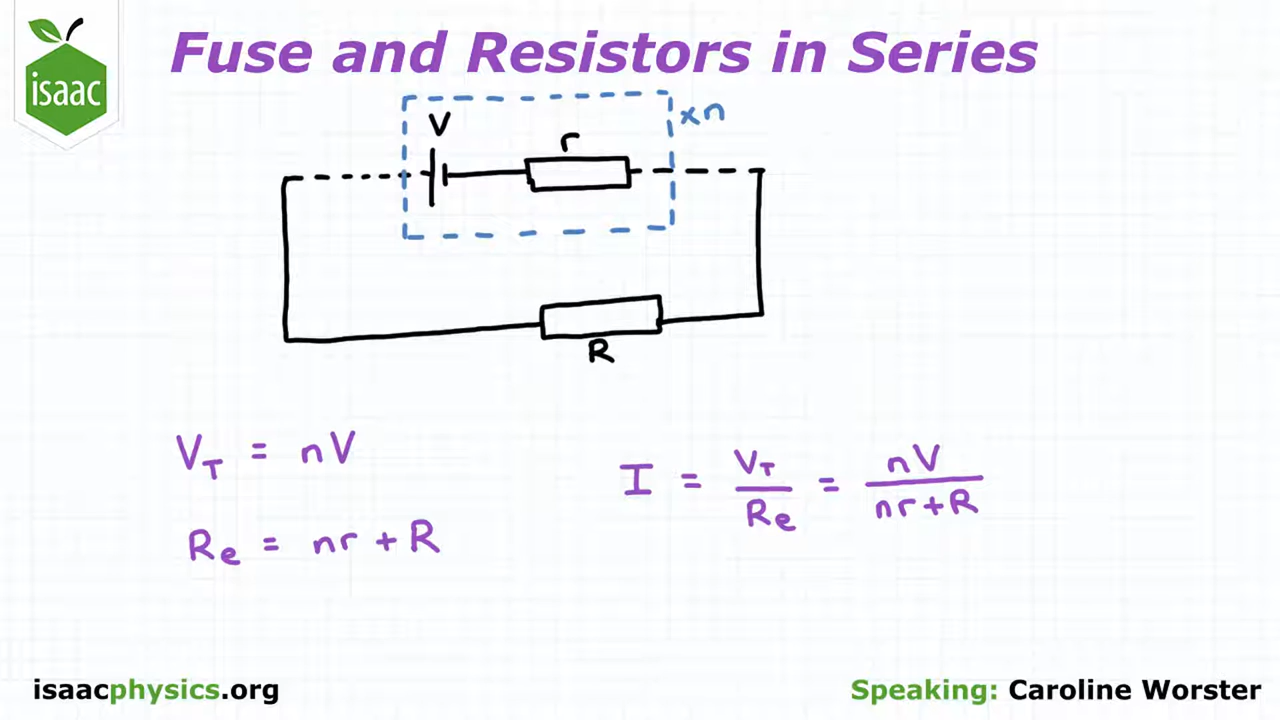 Fuse and Resistors in Series
isaac
V
r
xn
R
V_T = nV
I = V_T/R_e = nV/(nr+R)
R_e = nr + R
isaacphysics.org
Speaking: Caroline Worster